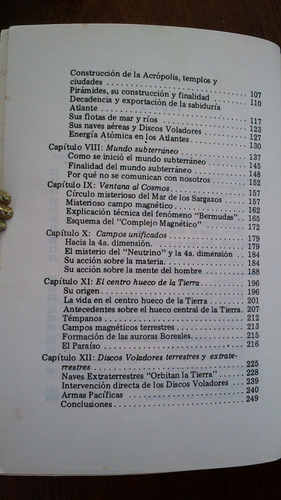 Construcción de la Acrópolis, templos y
ciudades 107
Pirámides, su construcción y finalidad 110
Decadencia y exportación de la sabiduría
Atlante 117
Sus flotas de mar y ríos 123
Sus naves aéreas y Discos Voladores 127
Energía Atómica en los Atlantes 130
Capítulo VIII: Mundo subterráneo 137
Como se inició el mundo subterráneo 137
Finalidad del mundo subterráneo 145
Por qué no se comunican con nosotros 152
Capítulo IX: Ventana al Cosmos 157
Círculo misterioso del Mar de los Sargazos 157
Misterioso campo magnético 162
Explicación técnica del fenómeno "Bermudas" 165
Esquema del "Complejo Magnético" 172
Capítulo X: Campos unificados 179
Hacia la 4a. dimensión. 179
El misterio del "Neutrino" y la 4a. dimensión 184
Su acción sobre la materia. 184
Su acción sobre la mente del hombre 188
Capítulo XI: El centro hueco de la Tierra 196
Su origen 196
La vida en el centro hueco de la Tierra 201
Antecedentes sobre el hueco central de la Tierra. 207
Témpanos 212
Campos magnéticos terrestres 213
Formación de las auroras Boreales 215
El Paraíso 216
Capítulo XII: Discos Voladores terrestres y extrate-
rrestres 225
Naves Extraterrestres "Orbitan la Tierra" 228
Intervención directa de los Discos Voladores 239
Armas Pacíficas 240
Conclusiones 249